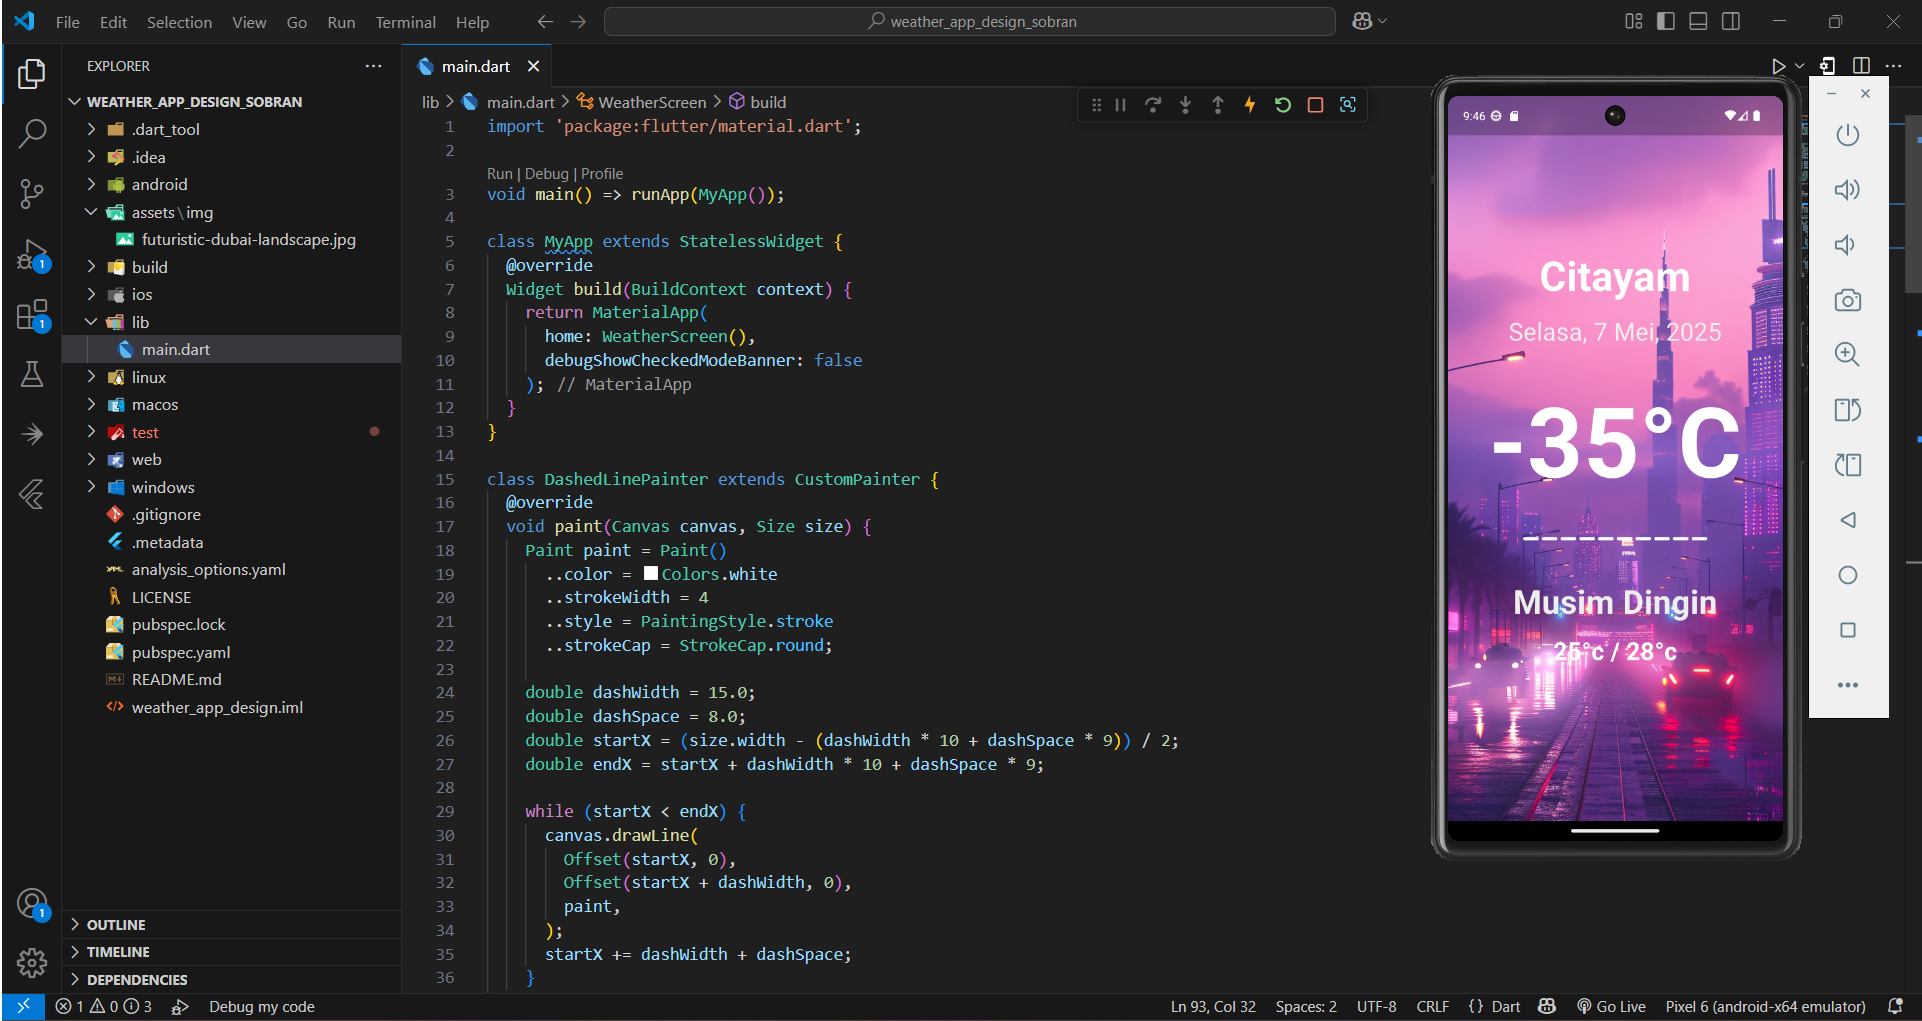 File Edit Selection View Go Run Terminal Help
weather_app_design_sobran
EXPLORER
WEATHER_APP_DESIGN_SOBRAN
.dart_tool
.idea
android
assets\img
futuristic-dubai-landscape.jpg
build
ios
lib
main.dart
linux
macos
test
web
windows
.gitignore
.metadata
analysis_options.yaml
LICENSE
pubspec.lock
pubspec.yaml
README.md
weather_app_design.iml
OUTLINE
TIMELINE
DEPENDENCIES
1
1
1
main.dart
lib > main.dart > WeatherScreen > build
1 import 'package:flutter/material.dart';
2
Run | Debug | Profile
3 void main() => runApp(MyApp());
4
5 class MyApp extends StatelessWidget {
6 @override
7 Widget build(BuildContext context) {
8 return MaterialApp(
9 home: WeatherScreen(),
10 debugShowCheckedModeBanner: false
11 ); // MaterialApp
12 }
13 }
14
15 class DashedLinePainter extends CustomPainter {
16 @override
17 void paint(Canvas canvas, Size size) {
18 Paint paint = Paint()
19 ..color = Colors.white
20 ..strokeWidth = 4
21 ..style = PaintingStyle.stroke
22 ..strokeCap = StrokeCap.round;
23
24 double dashWidth = 15.0;
25 double dashSpace = 8.0;
26 double startX = (size.width - (dashWidth * 10 + dashSpace * 9)) / 2;
27 double endX = startX + dashWidth * 10 + dashSpace * 9;
28
29 while (startX < endX) {
30 canvas.drawLine(
31 Offset(startX, 0),
32 Offset(startX + dashWidth, 0),
33 paint,
34 );
35 startX += dashWidth + dashSpace;
36 }
9:46
Citayam
Selasa, 7 Mei, 2025
-35°C
Musim Dingin
25°c / 28°c
1 0 3 Debug my code
Ln 93, Col 32 Spaces: 2 UTF-8 CRLF {} Dart Go Live Pixel 6 (android-x64 emulator)